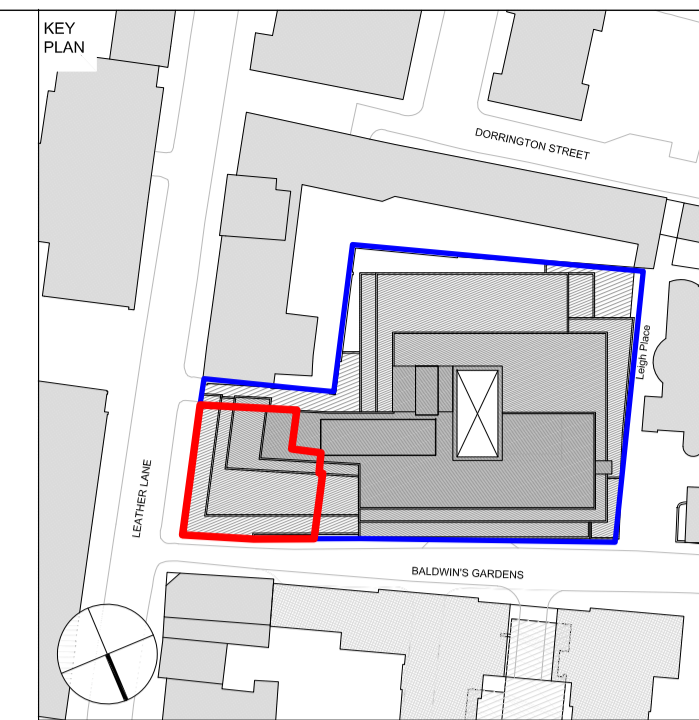 KEY
PLAN
DORRINGTON STREET
Leigh Place
LEATHER LANE
BALDWIN'S GARDENS